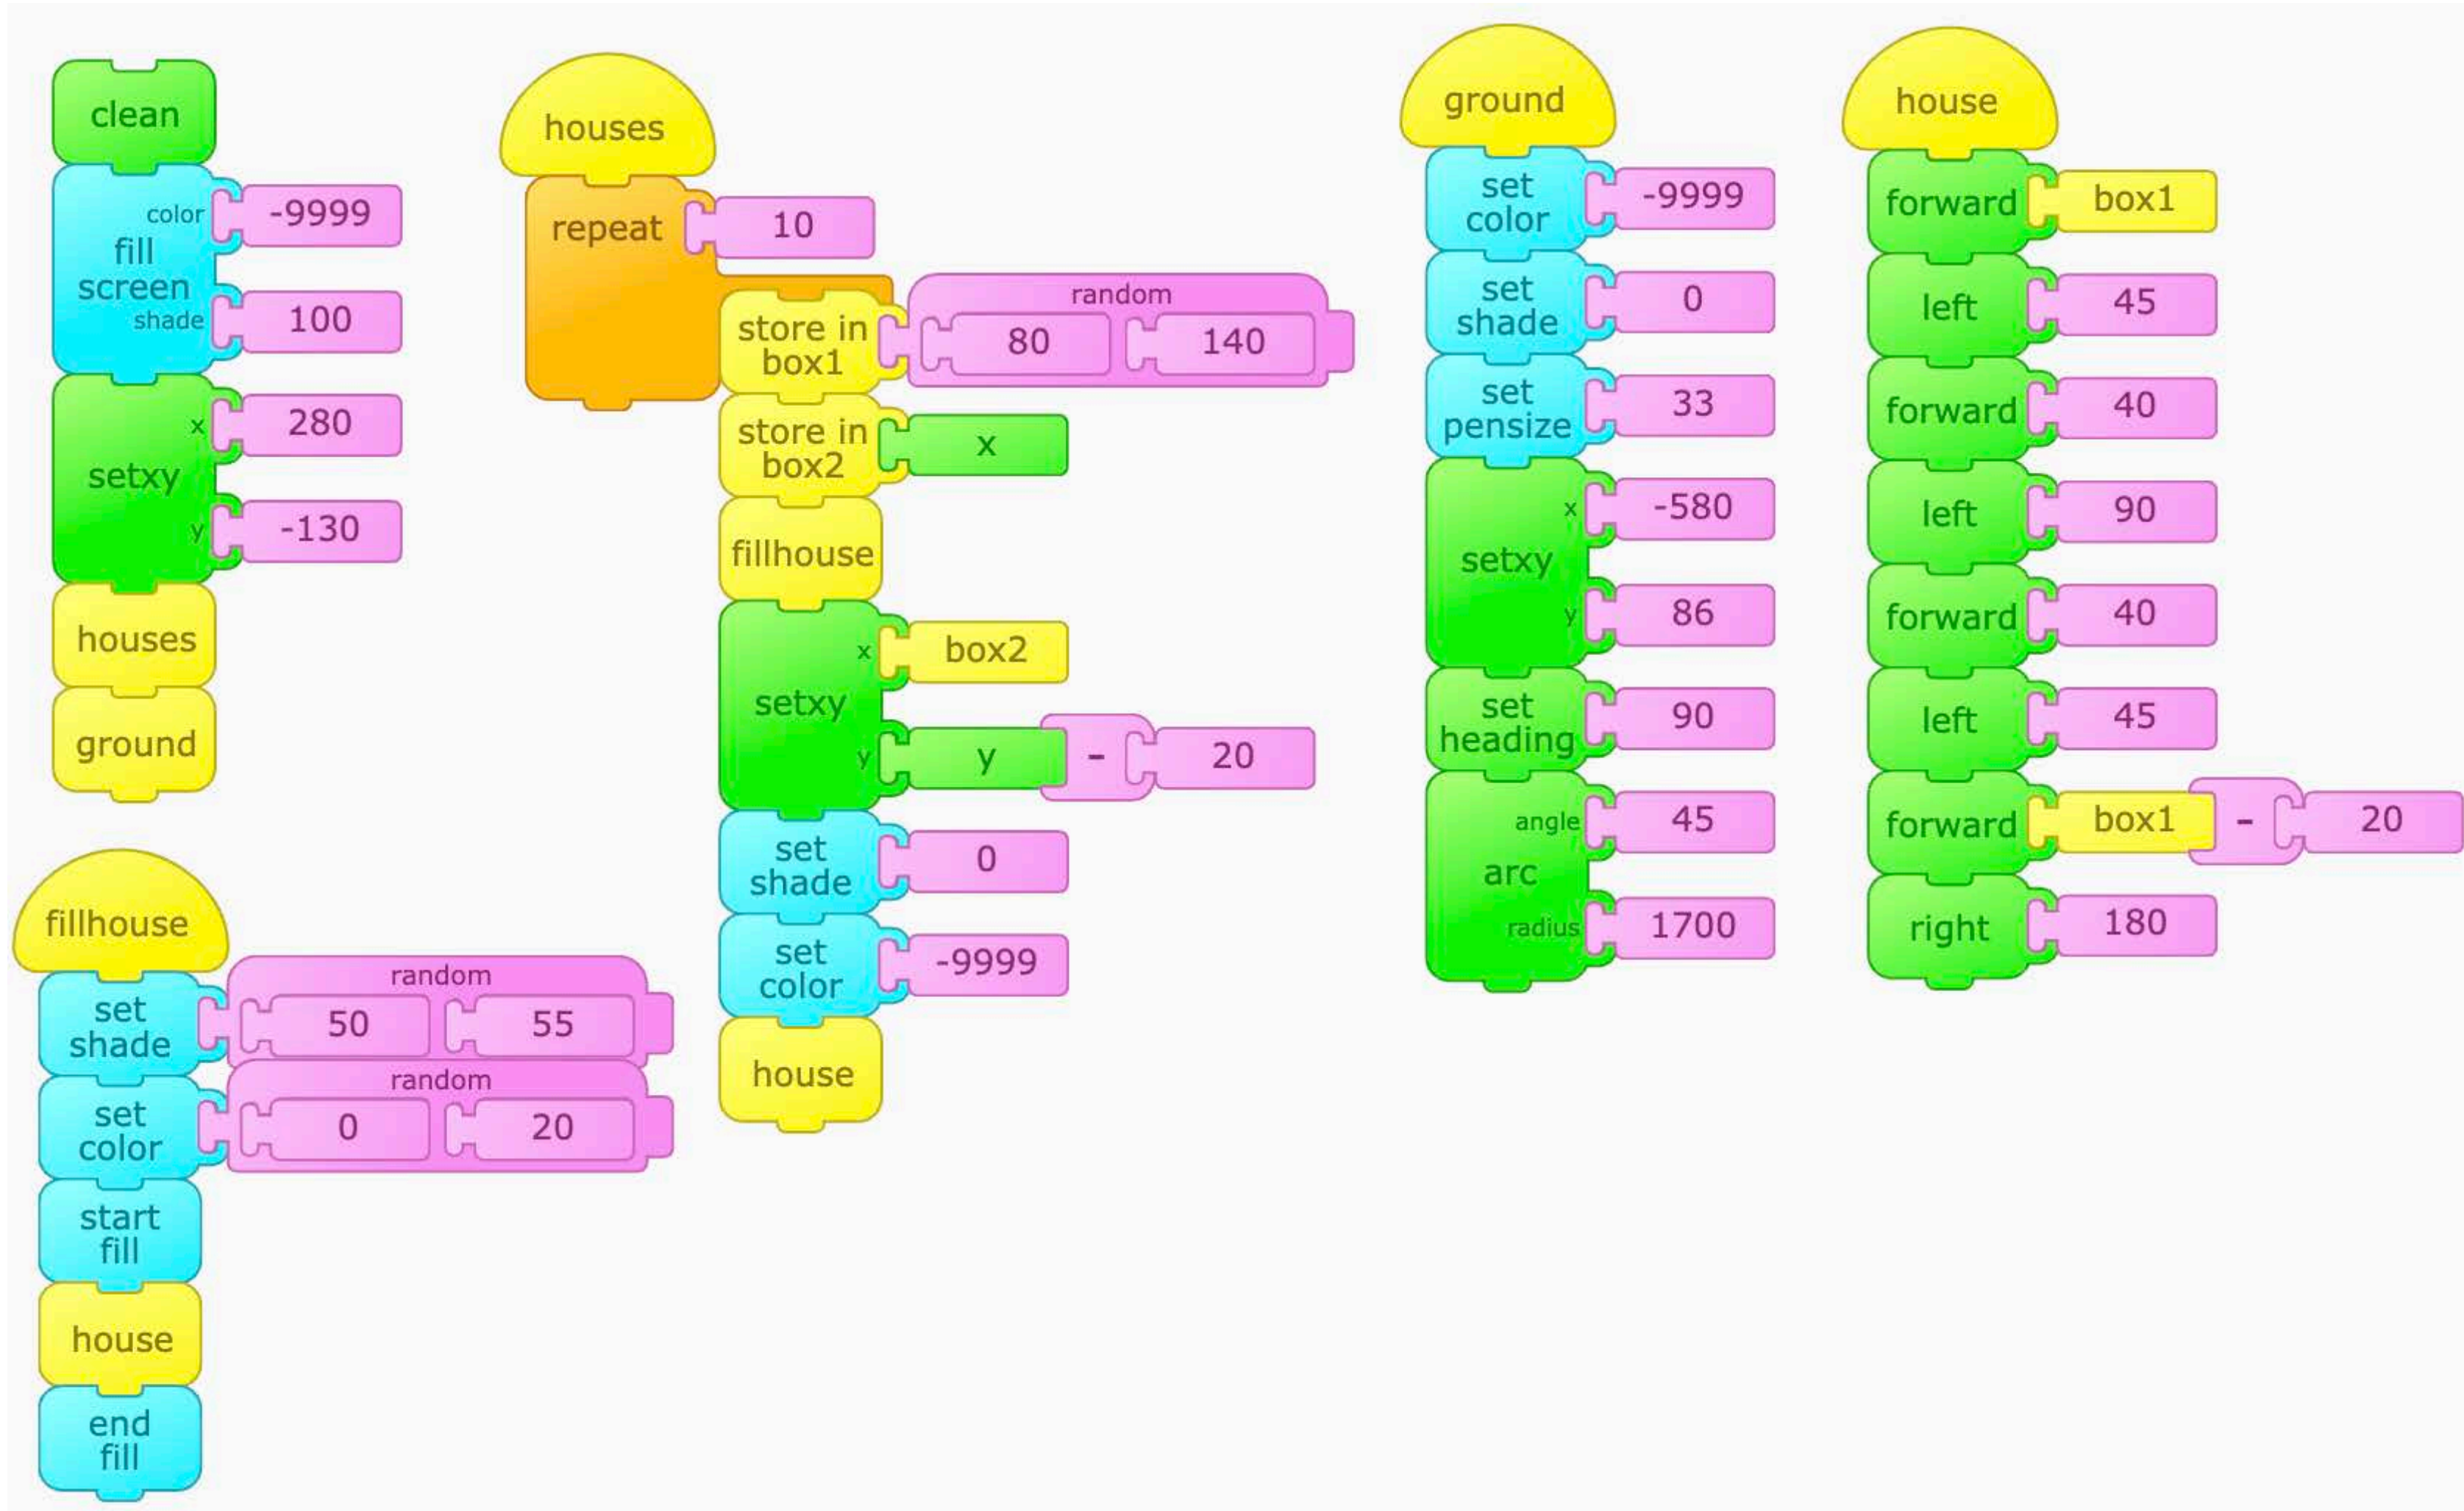 clean
color
-9999
fill
screen
shade
100
x
280
setxy
y
-130
houses
ground
fillhouse
set
shade
random
50 55
set
color
random
0 20
start
fill
house
end
fill
houses
repeat 10
store in
box1
random
80 140
store in
box2
x
fillhouse
x
box2
setxy
y
y - 20
set
shade
0
set
color
-9999
house
ground
set
color
-9999
set
shade
0
set
pensize
33
x
-580
setxy
y
86
set
heading
90
angle
45
arc
radius
1700
house
forward box1
left 45
forward 40
left 90
forward 40
left 45
forward box1 - 20
right 180